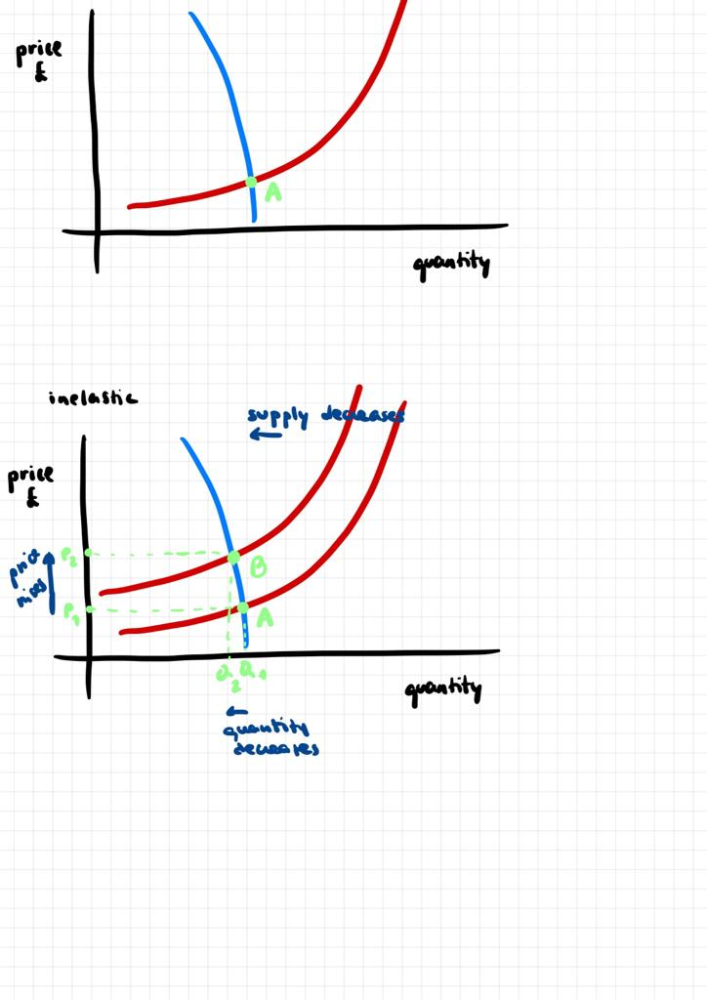 price
£
A
quantity
inelastic
supply decreases
←
price
£
price
rises
P₂
B
P₁
A
Q₂ Q₁
quantity
←
quantity
decreases